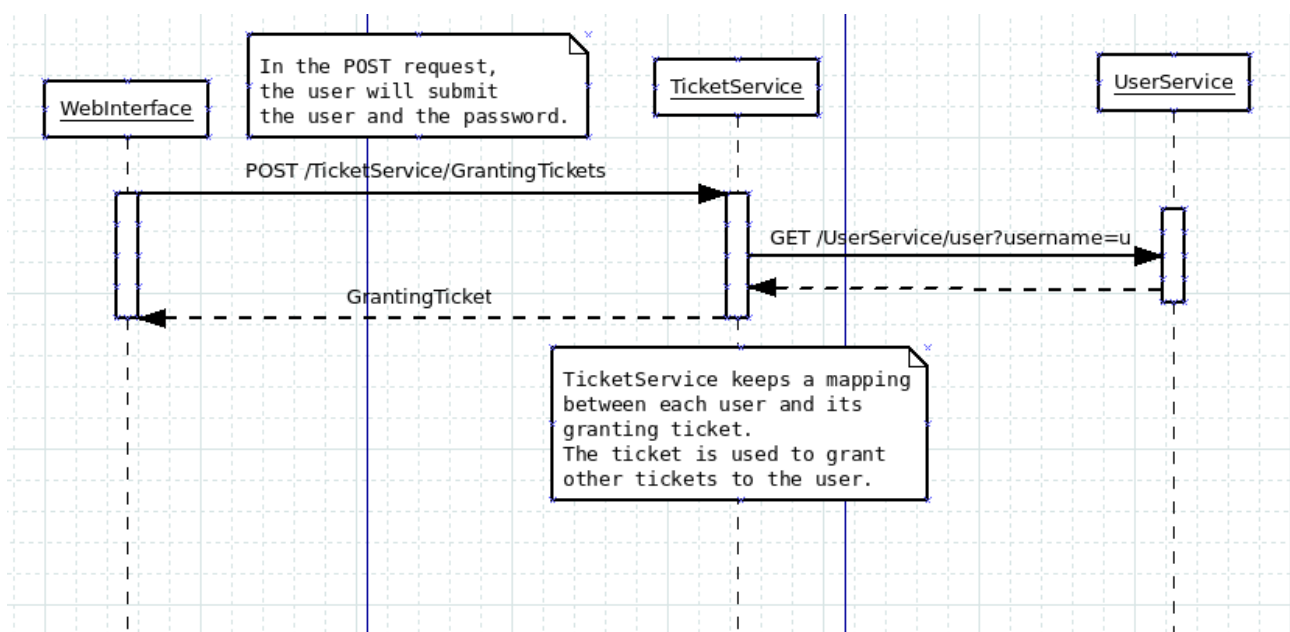 In the POST request,
the user will submit
the user and the password.
WebInterface
TicketService
UserService
POST /TicketService/GrantingTickets
GET /UserService/user?username=u
GrantingTicket
TicketService keeps a mapping
between each user and its
granting ticket.
The ticket is used to grant
other tickets to the user.